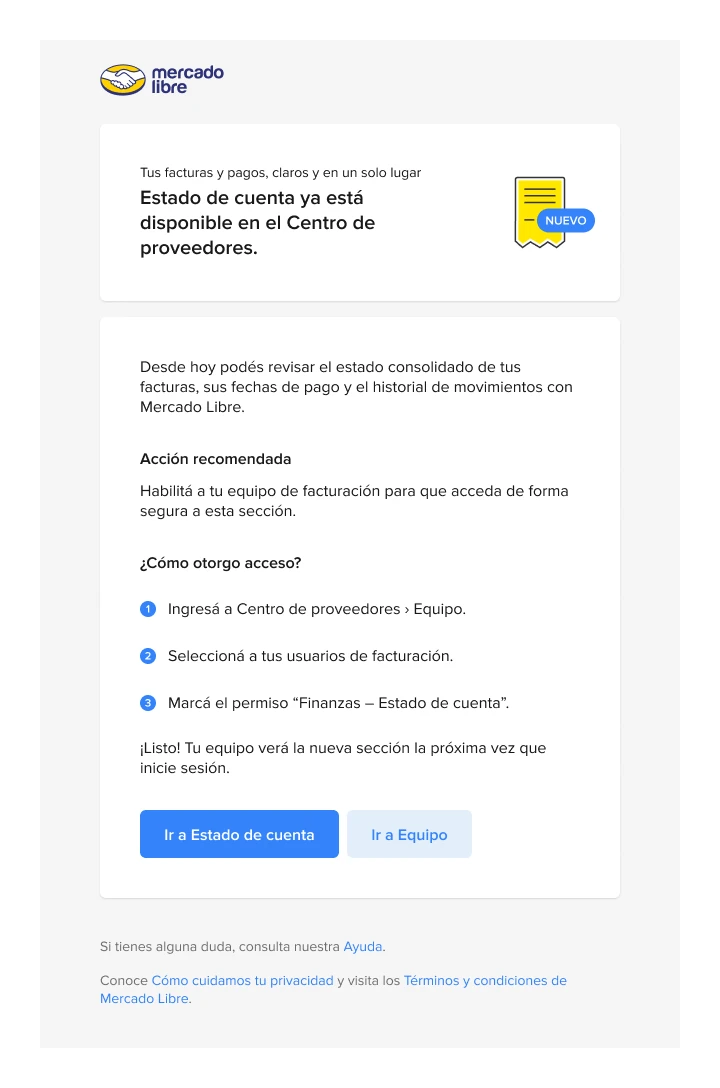 mercado
libre
Tus facturas y pagos, claros y en un solo lugar
Estado de cuenta ya está
disponible en el Centro de
proveedores.
NUEVO
Desde hoy podés revisar el estado consolidado de tus
facturas, sus fechas de pago y el historial de movimientos con
Mercado Libre.
Acción recomendada
Habilitá a tu equipo de facturación para que acceda de forma
segura a esta sección.
¿Cómo otorgo acceso?
1 Ingresá a Centro de proveedores › Equipo.
2 Seleccioná a tus usuarios de facturación.
3 Marcá el permiso “Finanzas – Estado de cuenta”.
¡Listo! Tu equipo verá la nueva sección la próxima vez que
inicie sesión.
Ir a Estado de cuenta Ir a Equipo
Si tienes alguna duda, consulta nuestra Ayuda.
Conoce Cómo cuidamos tu privacidad y visita los Términos y condiciones de
Mercado Libre.